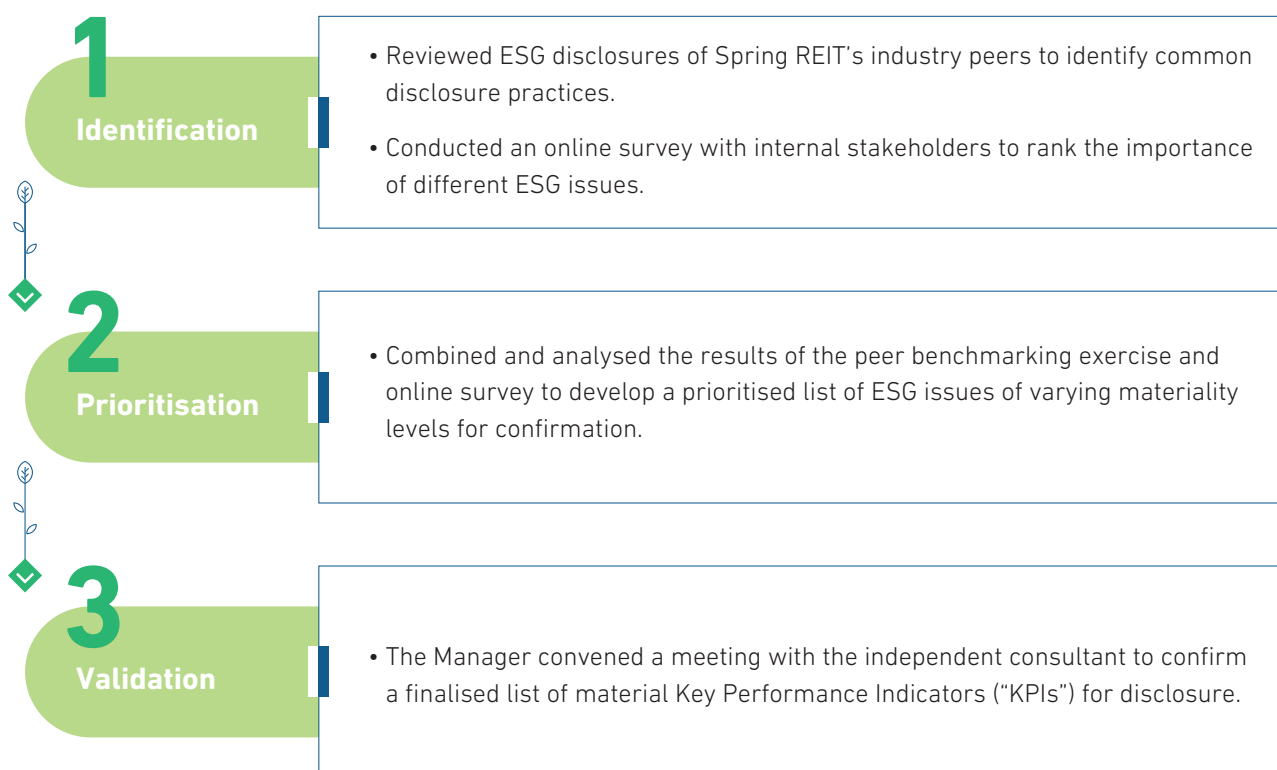 1
Identification
• Reviewed ESG disclosures of Spring REIT’s industry peers to identify common
disclosure practices.
• Conducted an online survey with internal stakeholders to rank the importance
of different ESG issues.
2
Prioritisation
• Combined and analysed the results of the peer benchmarking exercise and
online survey to develop a prioritised list of ESG issues of varying materiality
levels for confirmation.
3
Validation
• The Manager convened a meeting with the independent consultant to confirm
a finalised list of material Key Performance Indicators (“KPIs”) for disclosure.